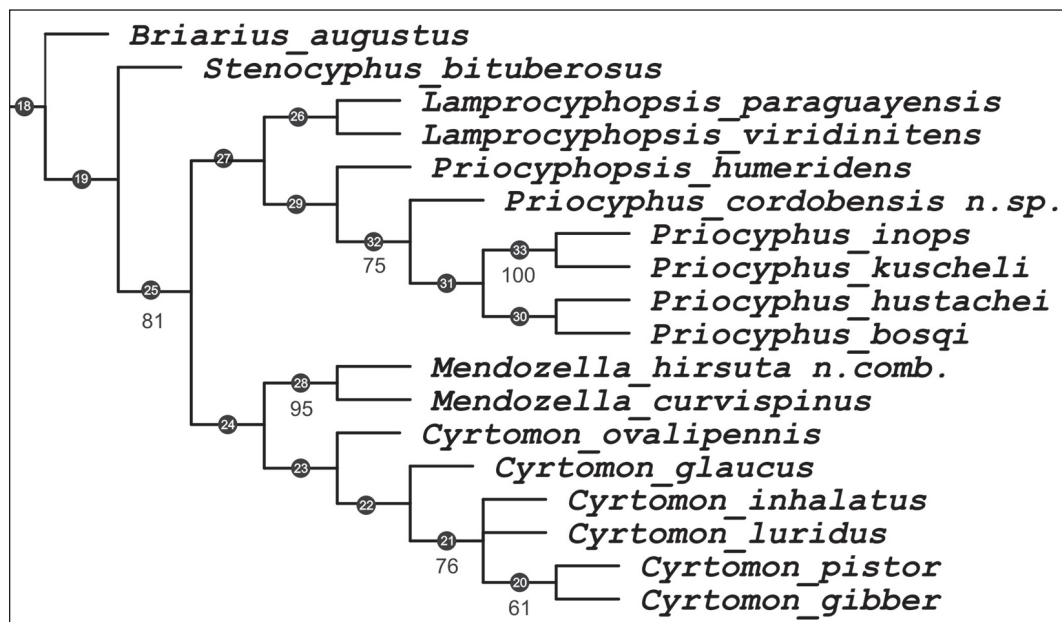 Briarius_augustus
Stenocyphus_bituberosus
18
Lamprocyphopsis_paraguayensis
26
Lamprocyphopsis_viridinitens
27
Priocyphopsis_humeridens
19
29
Priocyphus_cordobensis n.sp.
32
Priocyphus_inops
75
33
Priocyphus_kuscheli
100
31
25
Priocyphus_hustachei
81
30
Priocyphus_bosqi
Mendozella_hirsuta n.comb.
28
95
Mendozella_curvispinus
24
Cyrtomon_ovalipennis
23
Cyrtomon_glaucus
Cyrtomon_inhalatus
22
Cyrtomon_luridus
21
76
Cyrtomon_pistor
20
61
Cyrtomon_gibber